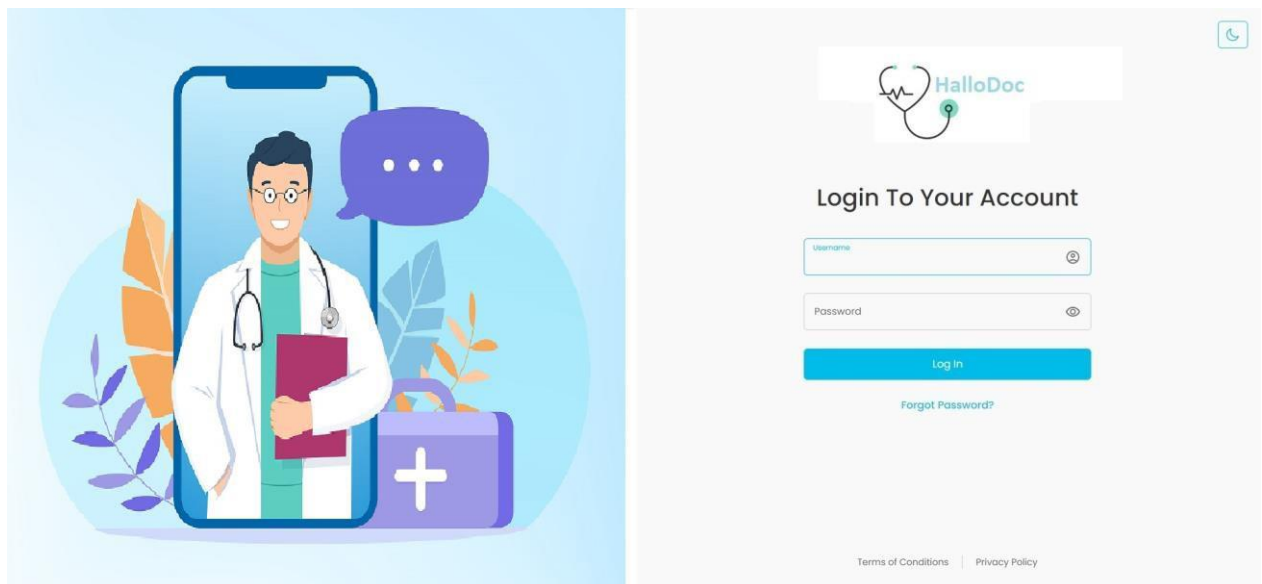 HalloDoc
Login To Your Account
Username
Password
Log In
Forgot Password?
Terms of Conditions | Privacy Policy